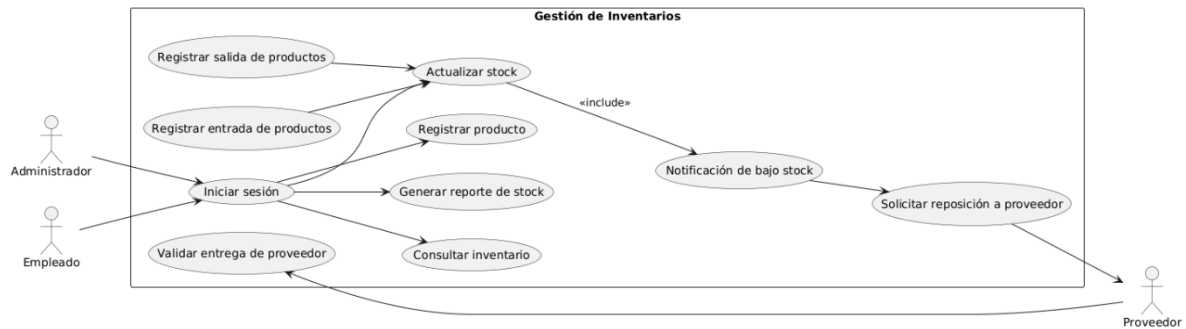 Gestión de Inventarios
Registrar salida de productos
Actualizar stock
«include»
Registrar entrada de productos
Registrar producto
Administrador
Notificación de bajo stock
Iniciar sesión
Generar reporte de stock
Solicitar reposición a proveedor
Empleado
Validar entrega de proveedor
Consultar inventario
Proveedor